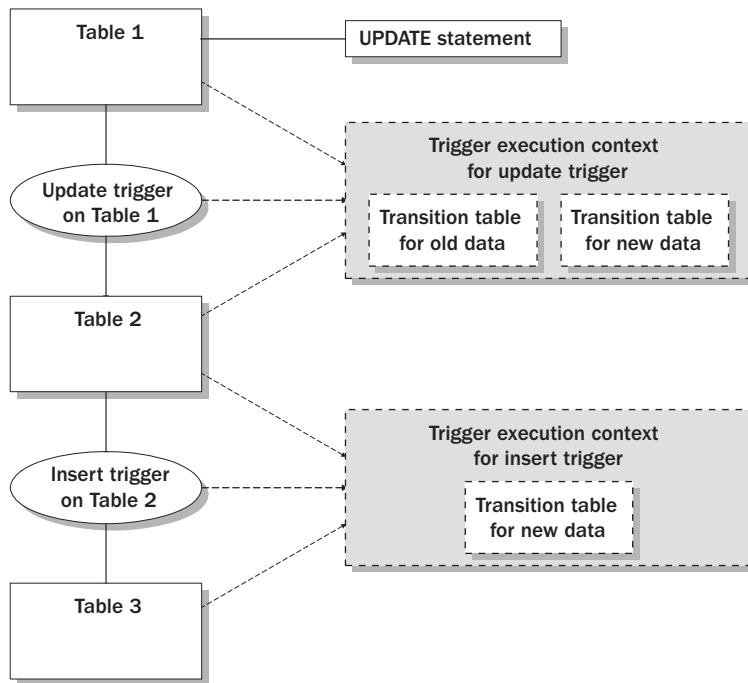 Table 1
UPDATE statement
Trigger execution context
for update trigger
Update trigger
on Table 1
Transition table
for old data
Transition table
for new data
Table 2
Trigger execution context
for insert trigger
Insert trigger
on Table 2
Transition table
for new data
Table 3